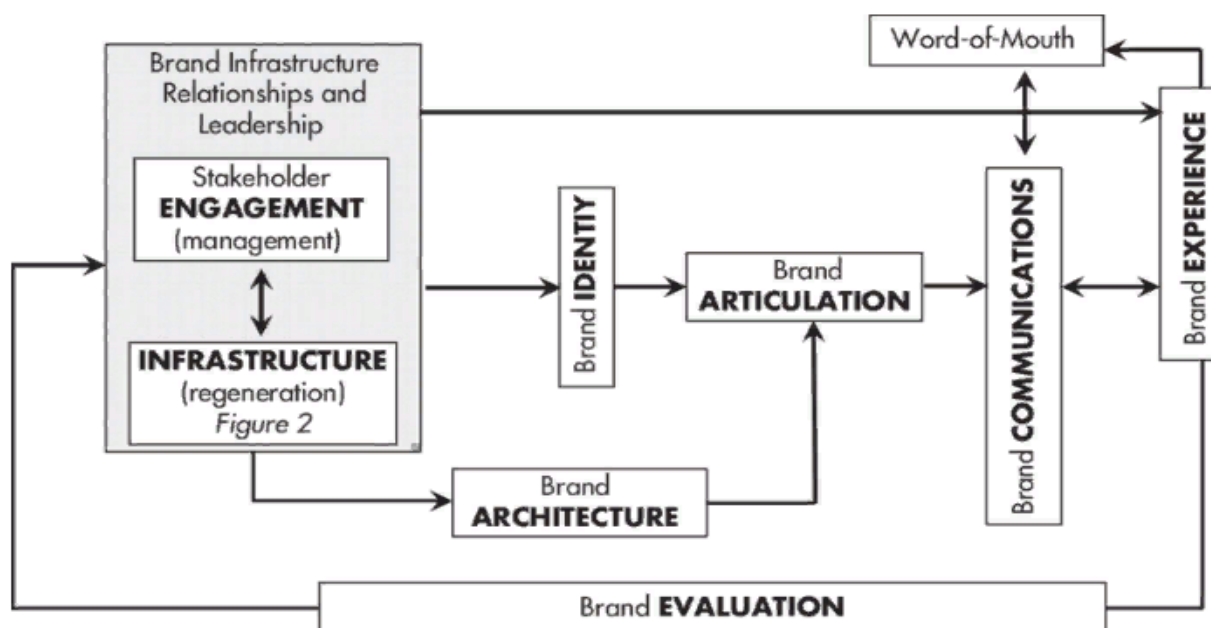 Word-of-Mouth
Brand Infrastructure
Relationships and
Leadership
Stakeholder
ENGAGEMENT
(management)
INFRASTRUCTURE
(regeneration)
Figure 2
Brand IDENTIY
Brand
ARTICULATION
Brand COMMUNICATIONS
Brand EXPERIENCE
Brand
ARCHITECTURE
Brand EVALUATION